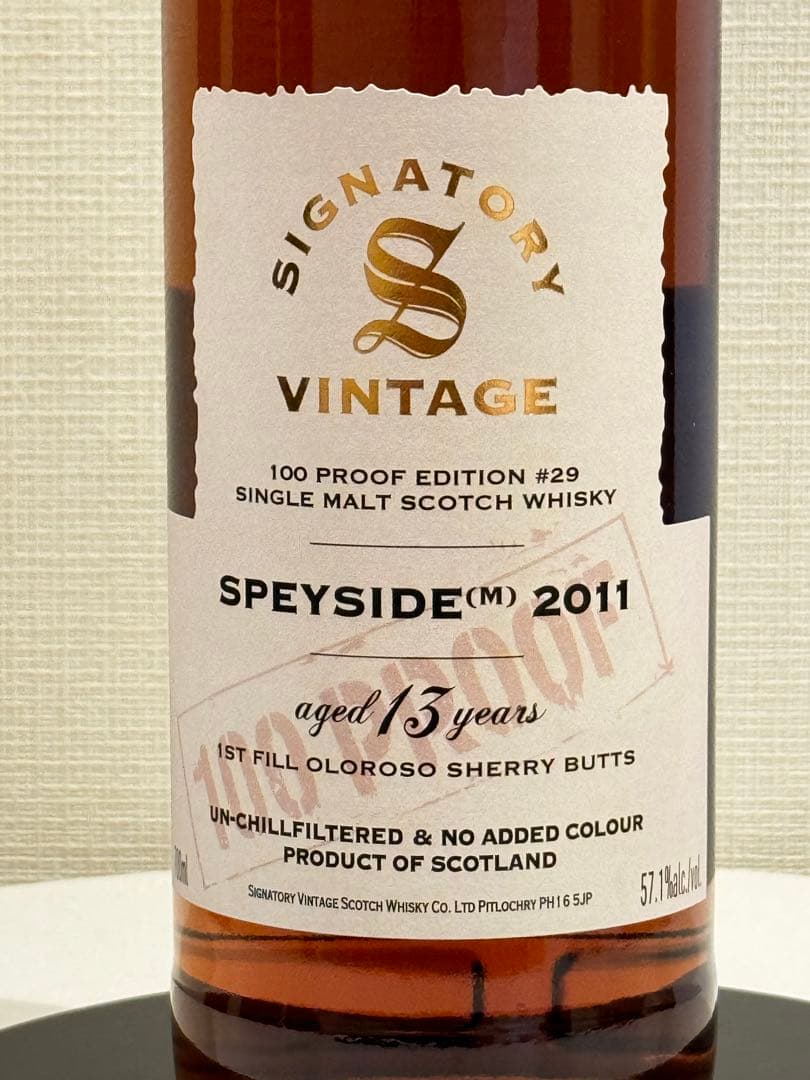 SIGNATORY
S
VINTAGE
100 PROOF EDITION #29
SINGLE MALT SCOTCH WHISKY
SPEYSIDE(M) 2011
100 PROOF
aged 13 years
1ST FILL OLOROSO SHERRY BUTTS
UN-CHILLFILTERED & NO ADDED COLOUR
PRODUCT OF SCOTLAND
57.1%alc./vol.
SIGNATORY VINTAGE SCOTCH WHISKY CO. LTD PITLOCHRY PH16 5JP